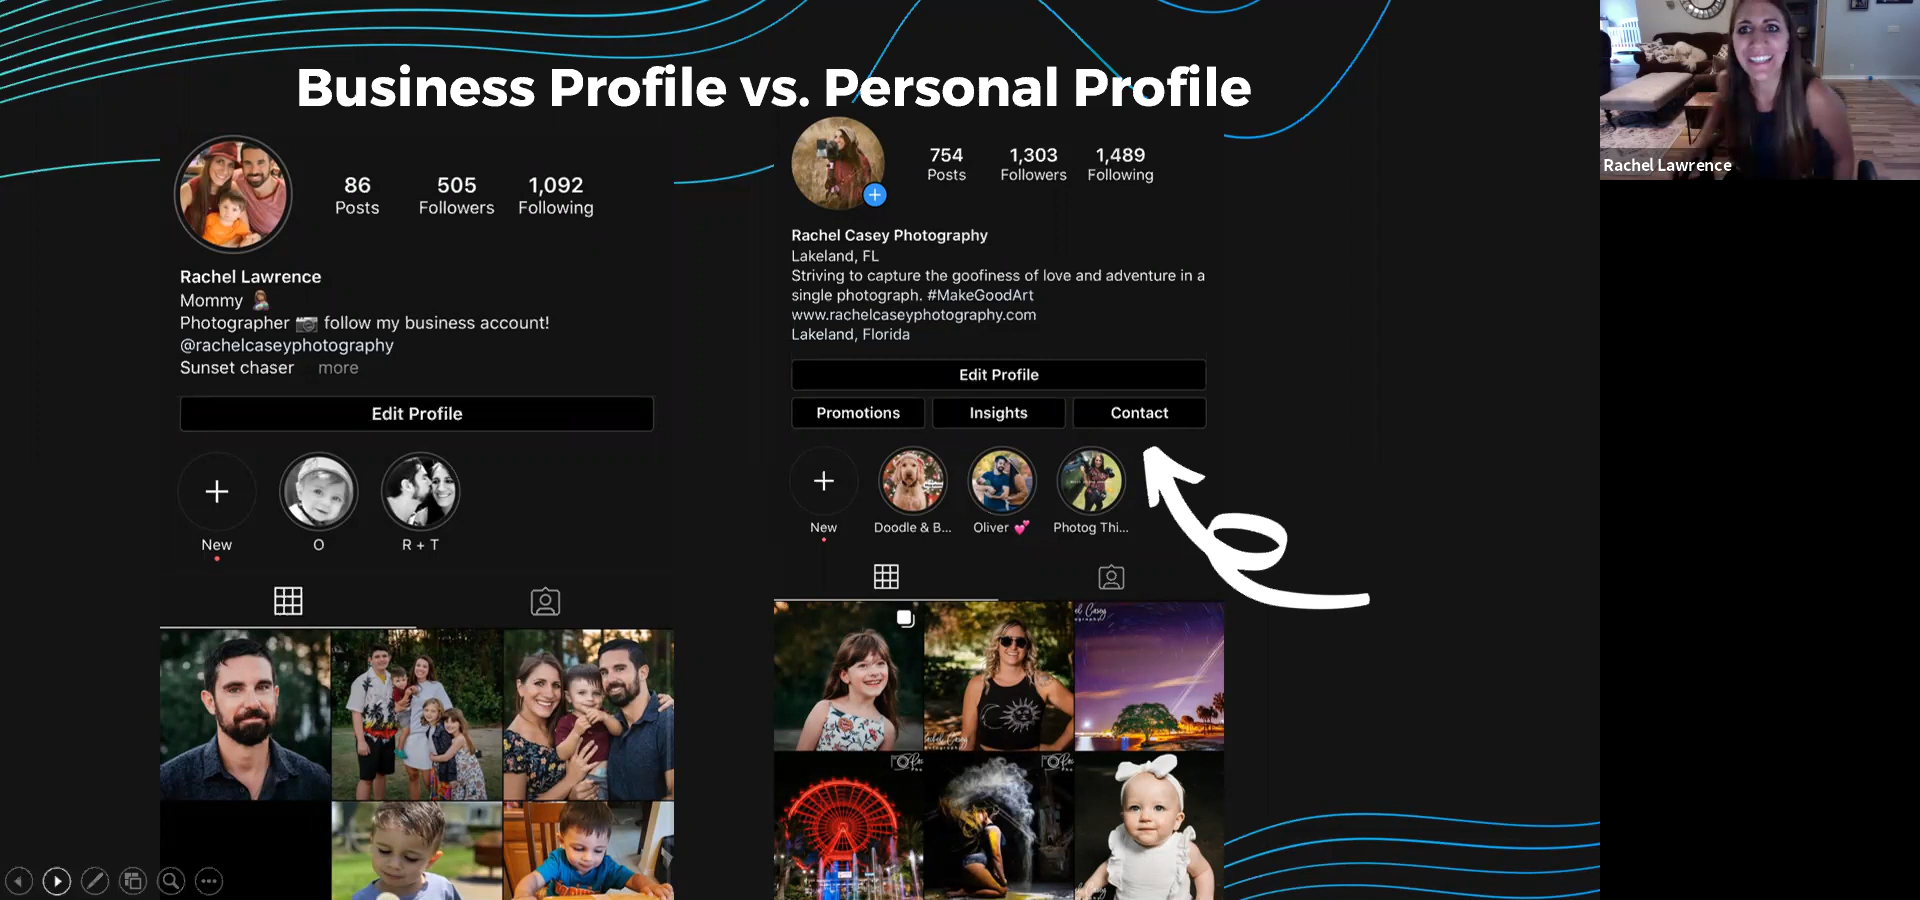 Business Profile vs. Personal Profile
86
Posts
505
Followers
1,092
Following
Rachel Lawrence
Mommy
Photographer 📷 follow my business account!
@rachelcaseyphotography
Sunset chaser more
Edit Profile
New
O
R + T
754
Posts
1,303
Followers
1,489
Following
Rachel Casey Photography
Lakeland, FL
Striving to capture the goofiness of love and adventure in a
single photograph. #MakeGoodArt
www.rachelcaseyphotography.com
Lakeland, Florida
Edit Profile
Promotions
Insights
Contact
New
Doodle & B...
Oliver 💕
Photog Thi...
Rachel Lawrence